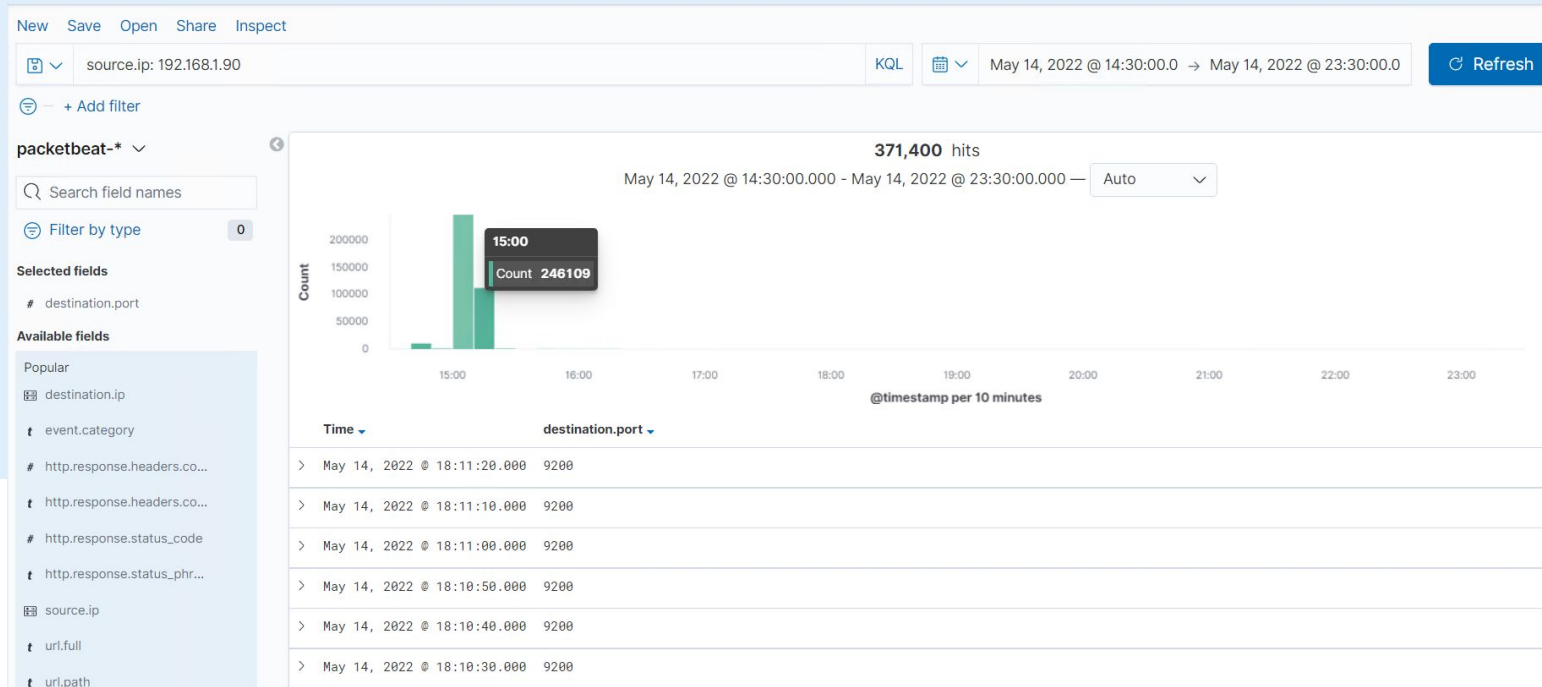 New Save Open Share Inspect
source.ip: 192.168.1.90 KQL May 14, 2022 @ 14:30:00.0 → May 14, 2022 @ 23:30:00.0 Refresh
+ Add filter
packetbeat-*
Search field names
Filter by type 0
Selected fields
# destination.port
Available fields
Popular
destination.ip
t event.category
# http.response.headers.co...
t http.response.headers.co...
# http.response.status_code
t http.response.status_phr...
source.ip
t url.full
t url.path
371,400 hits
May 14, 2022 @ 14:30:00.000 - May 14, 2022 @ 23:30:00.000 — Auto
Count
200000
150000
100000
50000
0
15:00
Count 246109
15:00 16:00 17:00 18:00 19:00 20:00 21:00 22:00 23:00
@timestamp per 10 minutes
Time destination.port
May 14, 2022 @ 18:11:20.000 9200
May 14, 2022 @ 18:11:10.000 9200
May 14, 2022 @ 18:11:00.000 9200
May 14, 2022 @ 18:10:50.000 9200
May 14, 2022 @ 18:10:40.000 9200
May 14, 2022 @ 18:10:30.000 9200